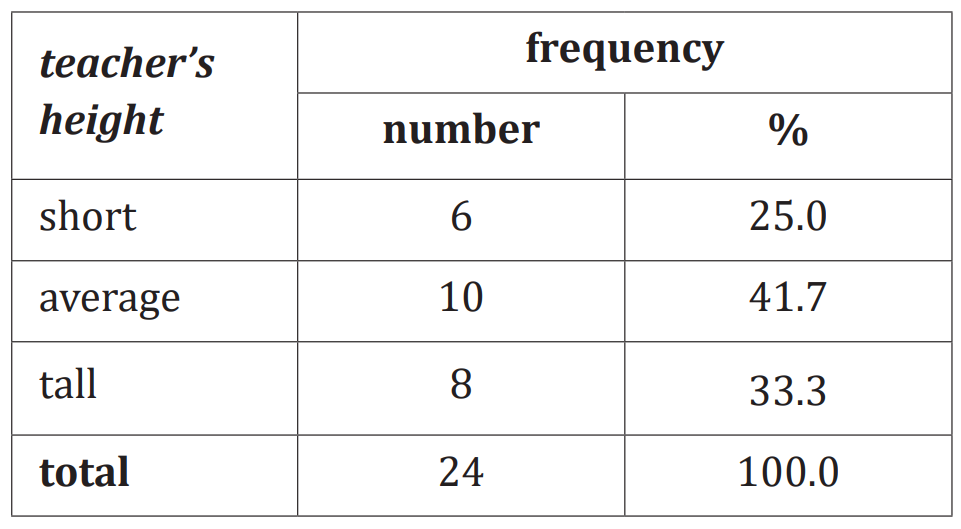 teacher’s
height
frequency
number %
short 6 25.0
average 10 41.7
tall 8 33.3
total 24 100.0